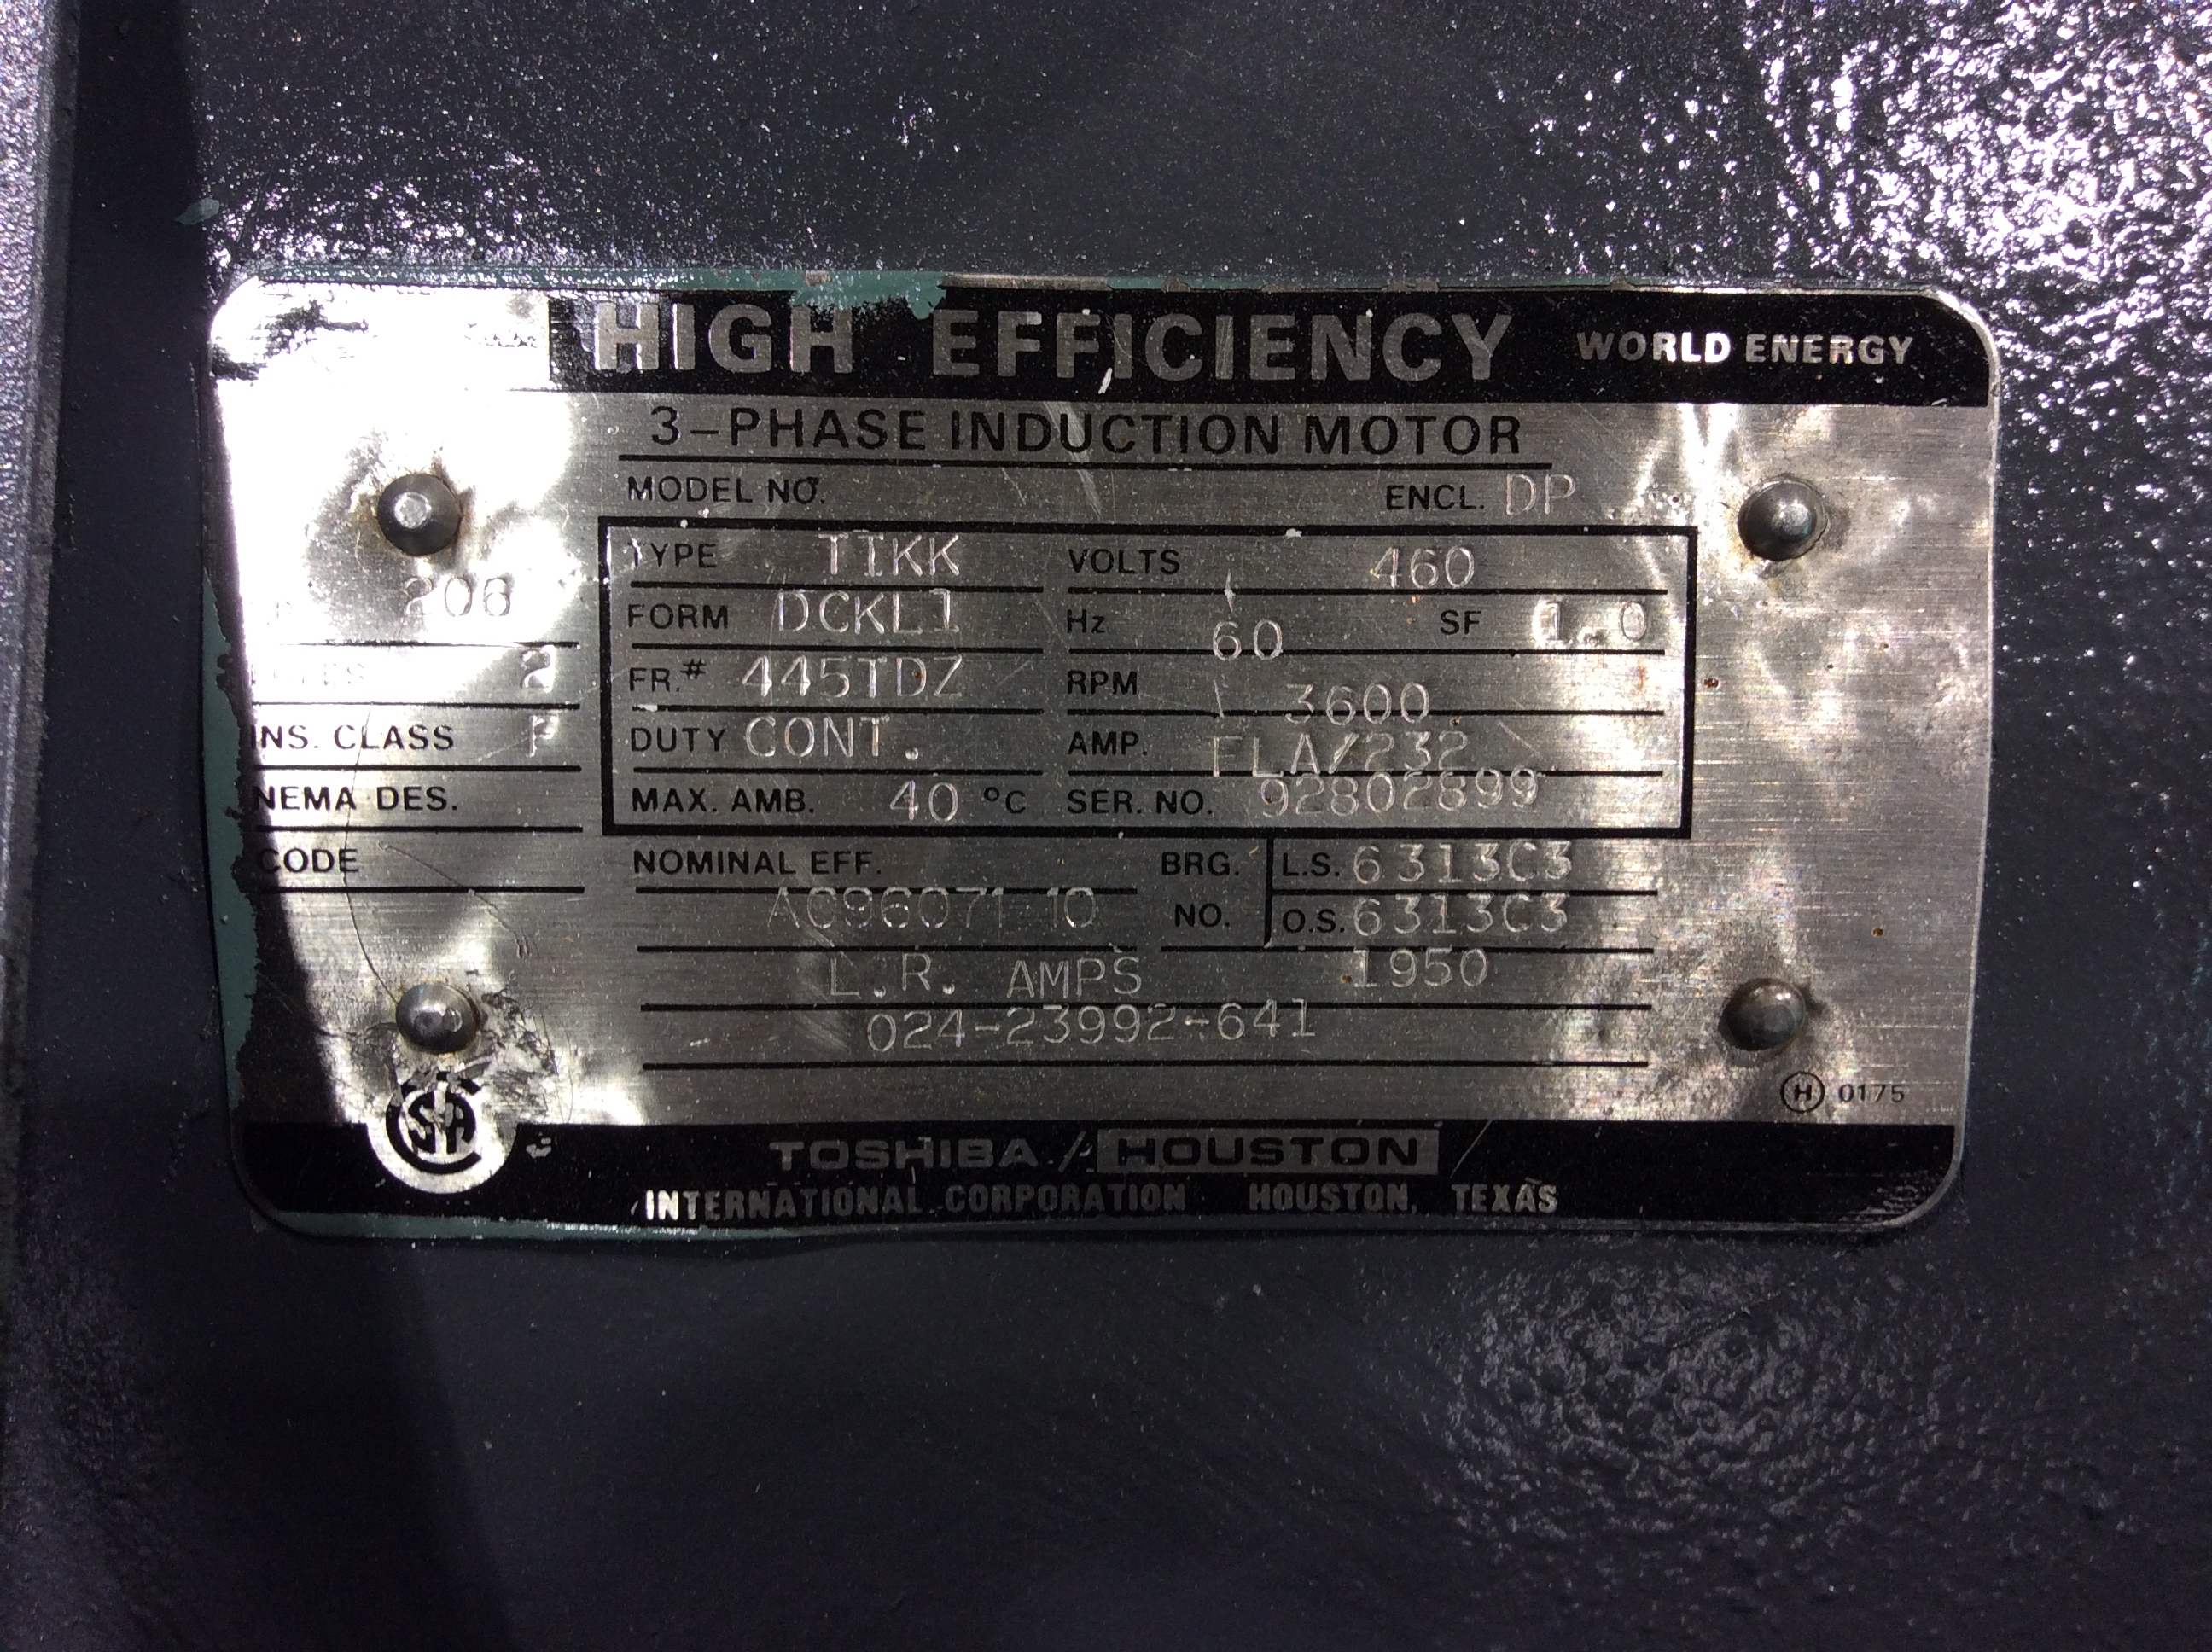 HIGH EFFICIENCY WORLD ENERGY
3-PHASE INDUCTION MOTOR
MODEL NO. ENCL. DP
TYPE TIKK VOLTS 460
206 FORM DCKL1 Hz 60 SF 1.0
2 FR.# 445TDZ RPM 3600
INS. CLASS F DUTY CONT. AMP. FLA/232
NEMA DES. MAX. AMB. 40 °C SER. NO. 92802899
CODE NOMINAL EFF. BRG. L.S. 6313C3
AC96071-10 NO. O.S. 6313C3
L.R. AMPS 1950
024-23992-641
H 0175
TOSHIBA/HOUSTON
INTERNATIONAL CORPORATION HOUSTON, TEXAS